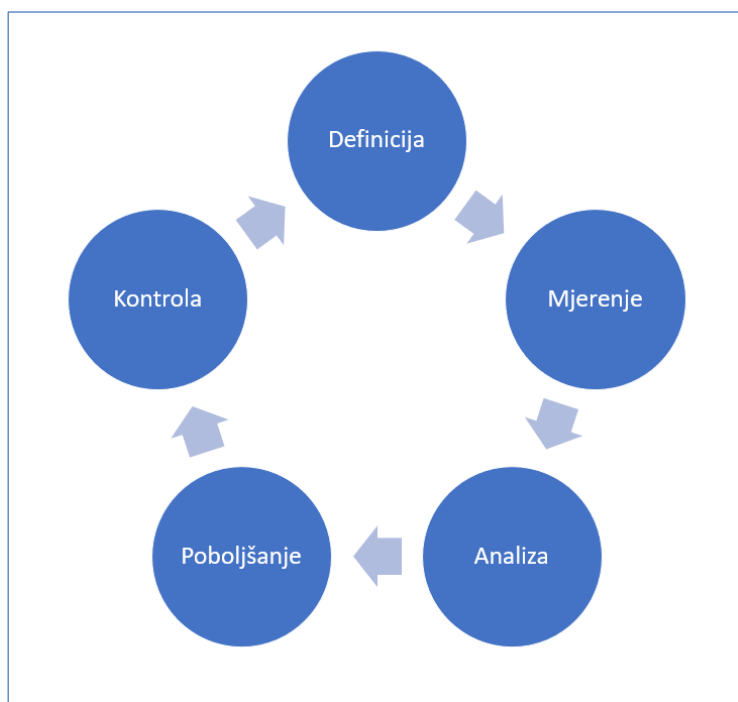 Definicija
Mjerenje
Analiza
Poboljšanje
Kontrola